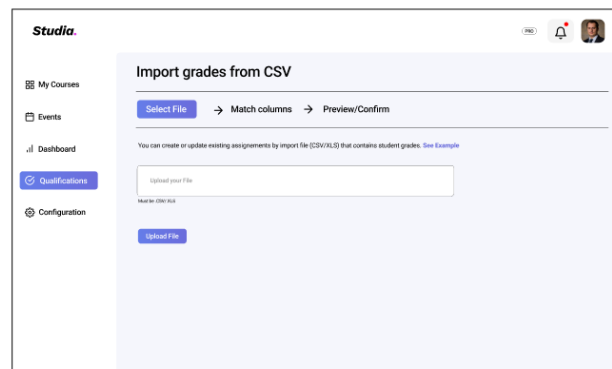 Studia.
PRO
My Courses
Events
Dashboard
Qualifications
Configuration
Import grades from CSV
Select File → Match columns → Preview/Confirm
You can create or update existing assignements by import file (CSV/XLS) that contains student grades. See Example
Upload your File
Must be .CSV/ XLS
Upload File